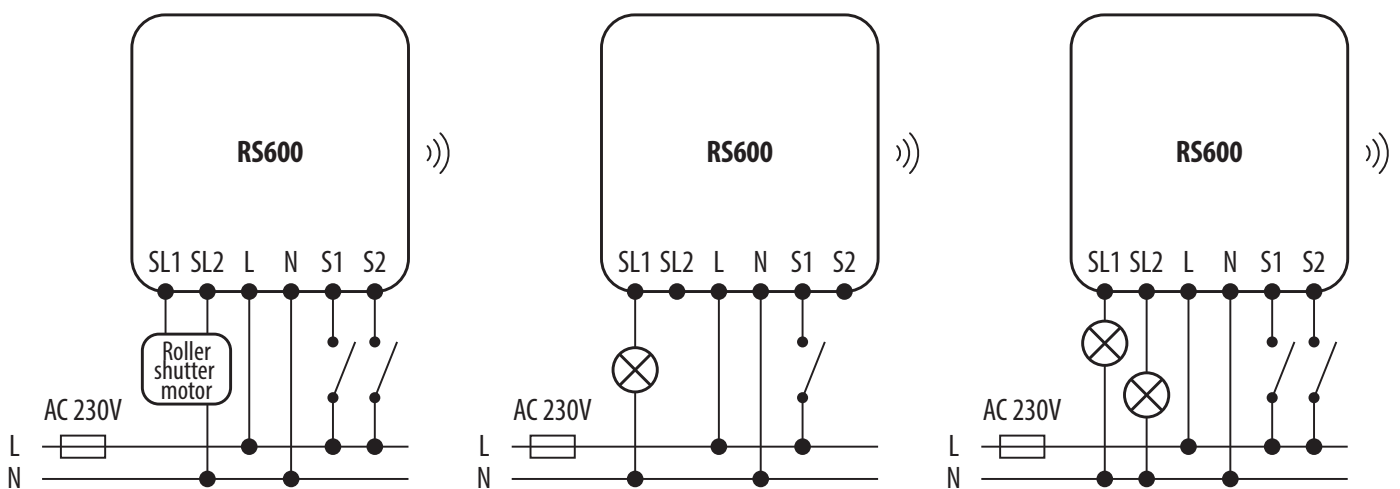 RS600
SL1 SL2 L N S1 S2
Roller
shutter
motor
AC 230V
L
N
RS600
SL1 SL2 L N S1 S2
AC 230V
L
N
RS600
SL1 SL2 L N S1 S2
AC 230V
L
N